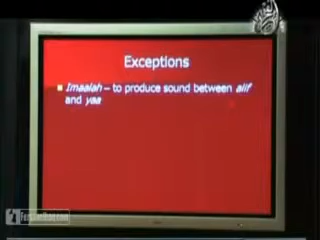 Exceptions
Imaalah – to produce sound between alif
and yaa